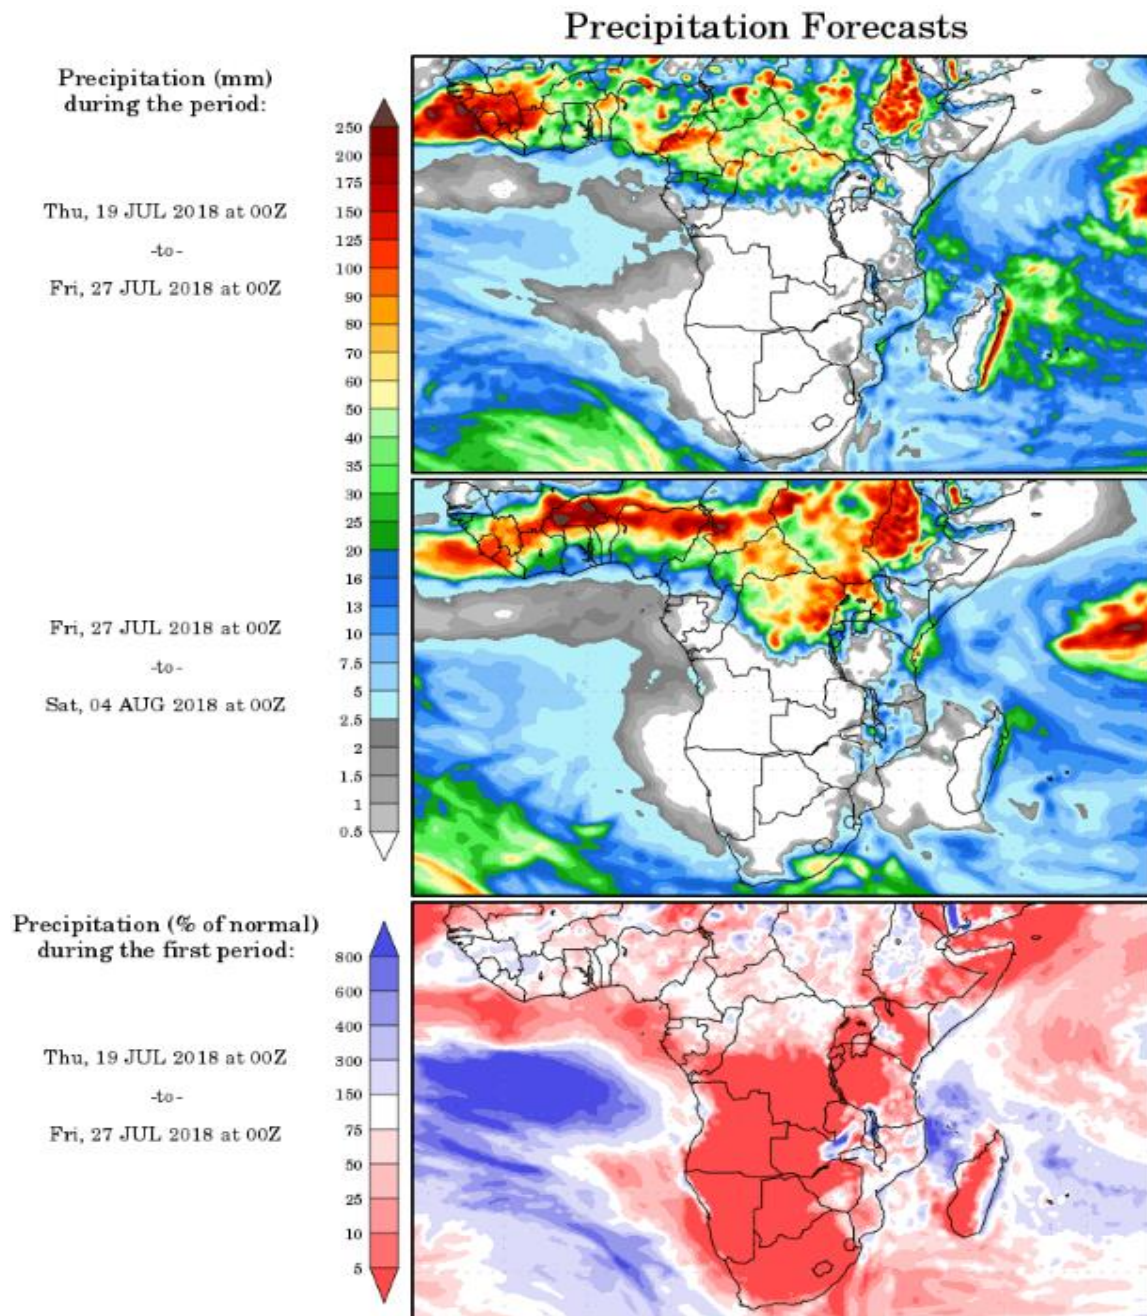 Precipitation Forecasts
Precipitation (mm)
during the period:
Thu, 19 JUL 2018 at 00Z
-to-
Fri, 27 JUL 2018 at 00Z
250
200
175
150
125
100
90
80
70
60
50
40
35
30
25
20
16
13
10
7.5
5
2.5
2
1.5
1
0.5
Fri, 27 JUL 2018 at 00Z
-to-
Sat, 04 AUG 2018 at 00Z
Precipitation (% of normal)
during the first period:
Thu, 19 JUL 2018 at 00Z
-to-
Fri, 27 JUL 2018 at 00Z
800
600
400
300
150
75
50
25
10
5